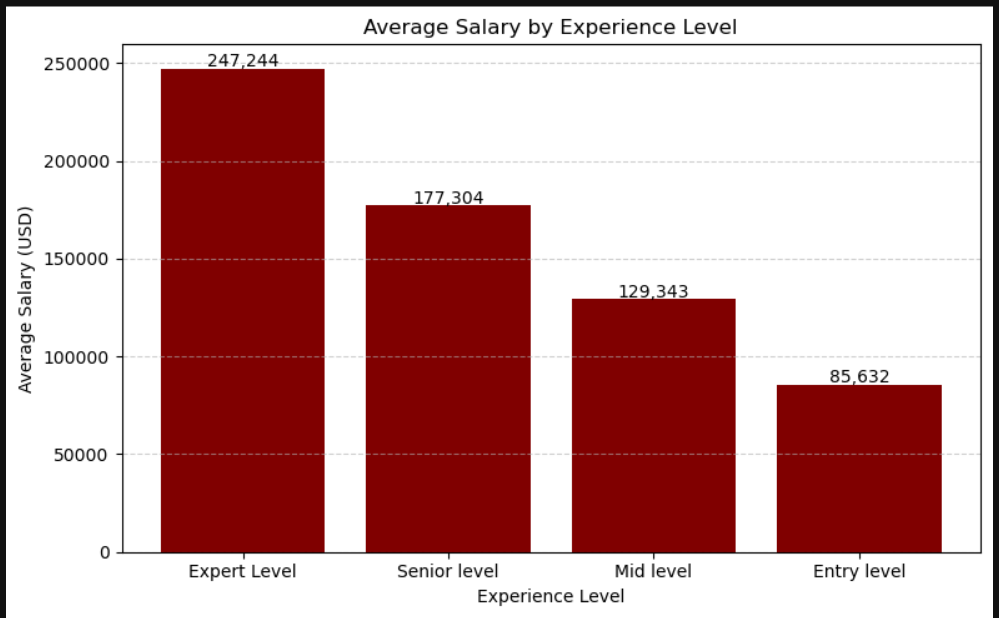 Average Salary by Experience Level
Average Salary (USD)
250000
200000
150000
100000
50000
0
247,244
177,304
129,343
85,632
Expert Level
Senior level
Mid level
Entry level
Experience Level